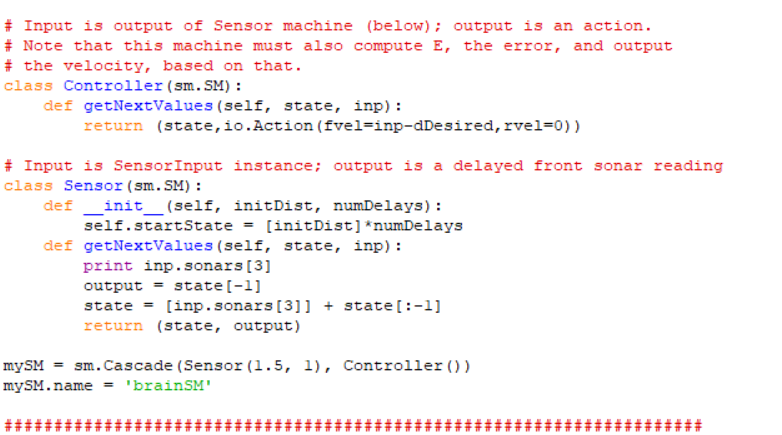 # Input is output of Sensor machine (below); output is an action.
# Note that this machine must also compute E, the error, and output
# the velocity, based on that.
class Controller(sm.SM):
    def getNextValues(self, state, inp):
        return (state,io.Action(fvel=inp-dDesired,rvel=0))

# Input is SensorInput instance; output is a delayed front sonar reading
class Sensor(sm.SM):
    def __init__(self, initDist, numDelays):
        self.startState = [initDist]*numDelays
    def getNextValues(self, state, inp):
        print inp.sonars[3]
        output = state[-1]
        state = [inp.sonars[3]] + state[:-1]
        return (state, output)

mySM = sm.Cascade(Sensor(1.5, 1), Controller())
mySM.name = 'brainSM'

######################################################################